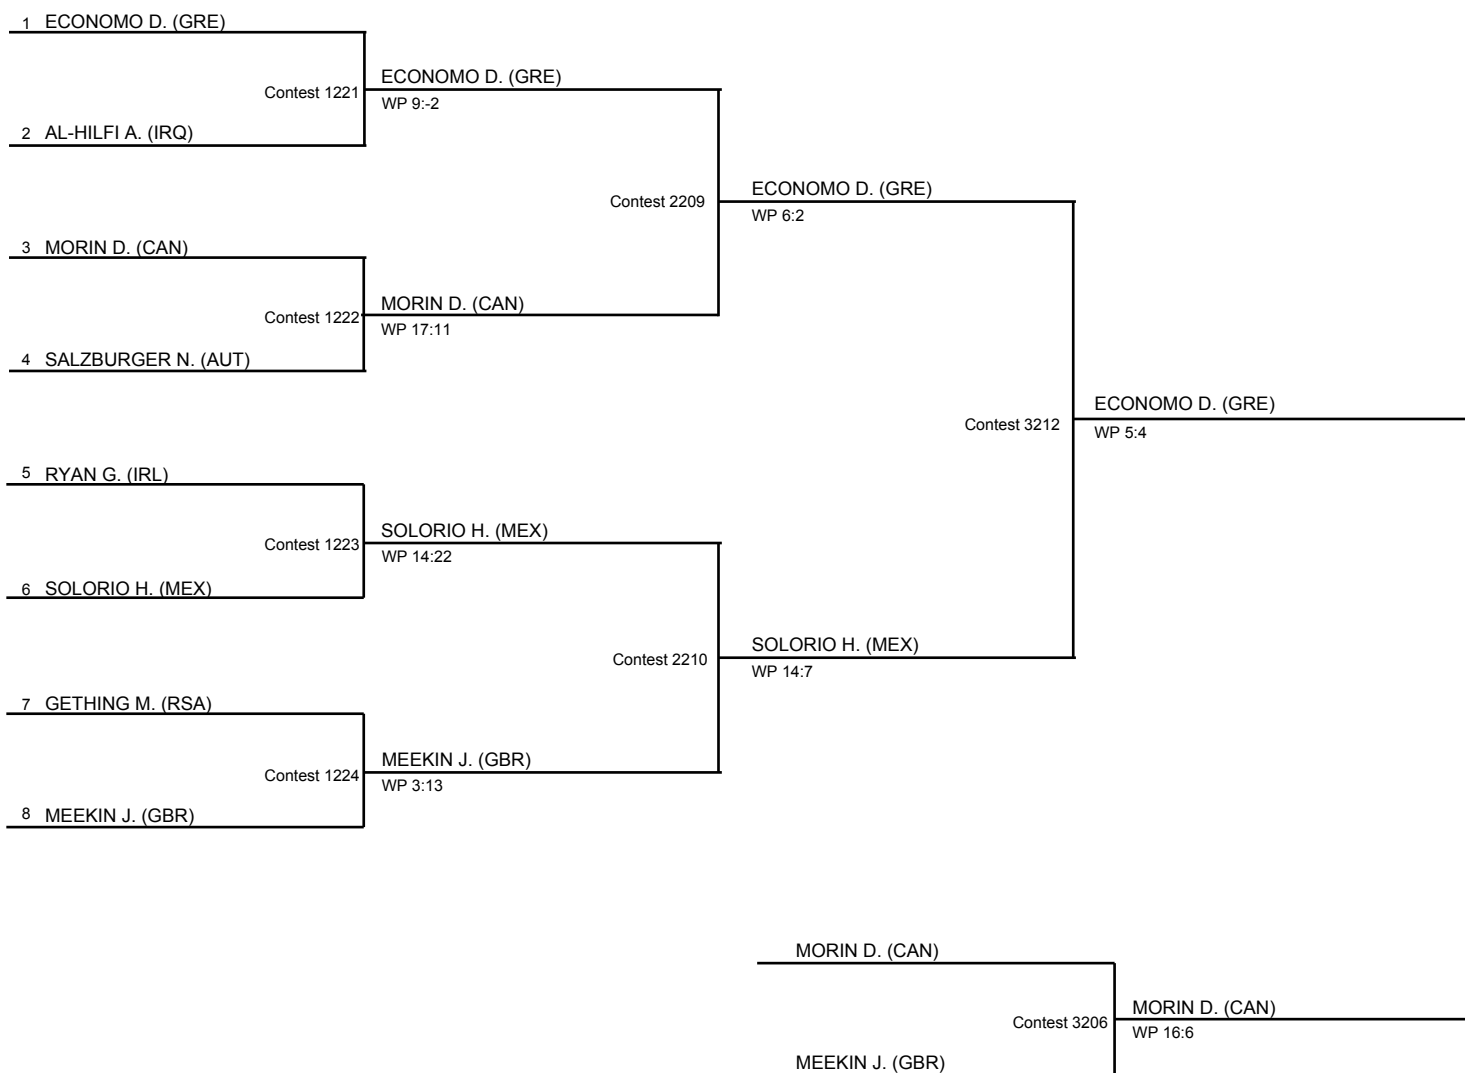 1 ECONOMO D. (GRE)
Contest 1221
ECONOMO D. (GRE)
WP 9:-2
2 AL-HILFI A. (IRQ)
Contest 2209
ECONOMO D. (GRE)
WP 6:2
3 MORIN D. (CAN)
Contest 1222
MORIN D. (CAN)
WP 17:11
4 SALZBURGER N. (AUT)
Contest 3212
ECONOMO D. (GRE)
WP 5:4
5 RYAN G. (IRL)
Contest 1223
SOLORIO H. (MEX)
WP 14:22
6 SOLORIO H. (MEX)
Contest 2210
SOLORIO H. (MEX)
WP 14:7
7 GETHING M. (RSA)
Contest 1224
MEEKIN J. (GBR)
WP 3:13
8 MEEKIN J. (GBR)
MORIN D. (CAN)
Contest 3206
MORIN D. (CAN)
WP 16:6
MEEKIN J. (GBR)